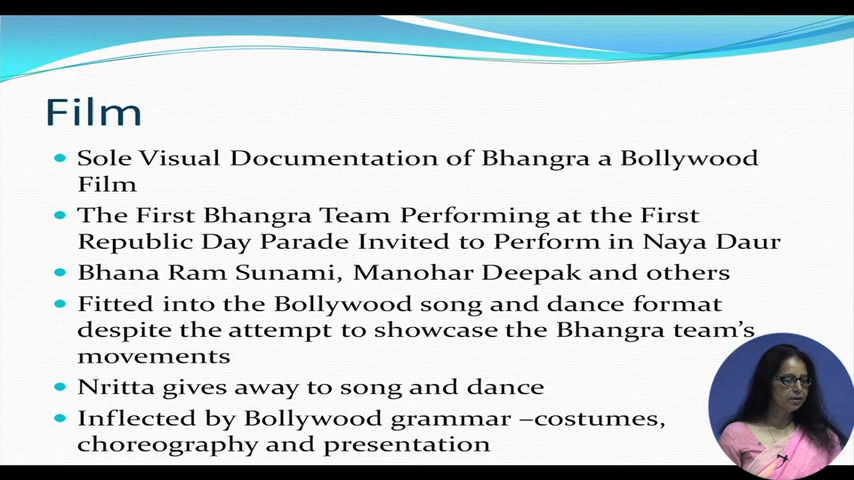 Film
Sole Visual Documentation of Bhangra a Bollywood
Film
The First Bhangra Team Performing at the First
Republic Day Parade Invited to Perform in Naya Daur
Bhana Ram Sunami, Manohar Deepak and others
Fitted into the Bollywood song and dance format
despite the attempt to showcase the Bhangra team's
movements
Nritta gives away to song and dance
Inflected by Bollywood grammar –costumes,
choreography and presentation